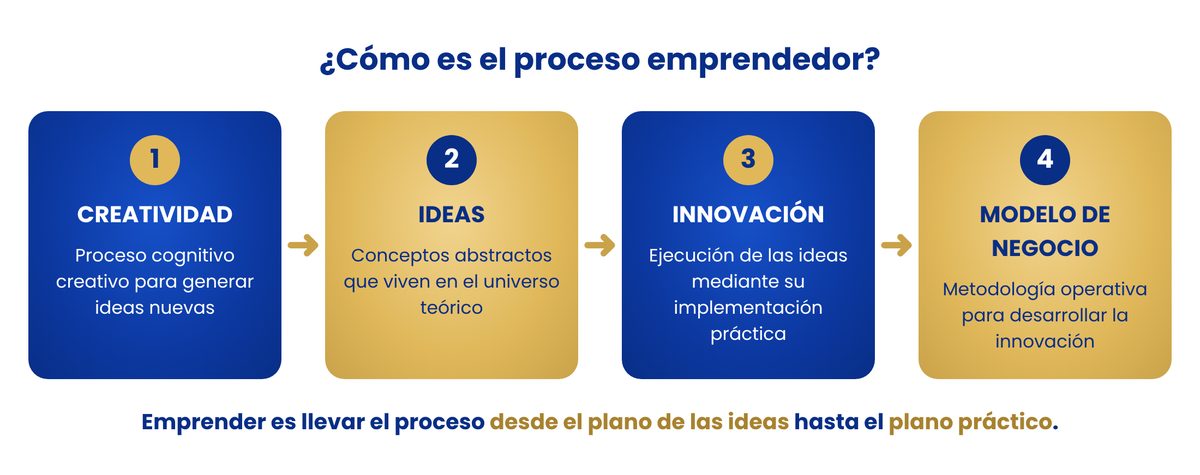 ¿Cómo es el proceso emprendedor?
1
CREATIVIDAD
Proceso cognitivo
creativo para generar
ideas nuevas
2
IDEAS
Conceptos abstractos
que viven en el universo
teórico
3
INNOVACIÓN
Ejecución de las ideas
mediante su
implementación
práctica
4
MODELO DE
NEGOCIO
Metodología operativa
para desarrollar la
innovación
Emprender es llevar el proceso desde el plano de las ideas hasta el plano práctico.